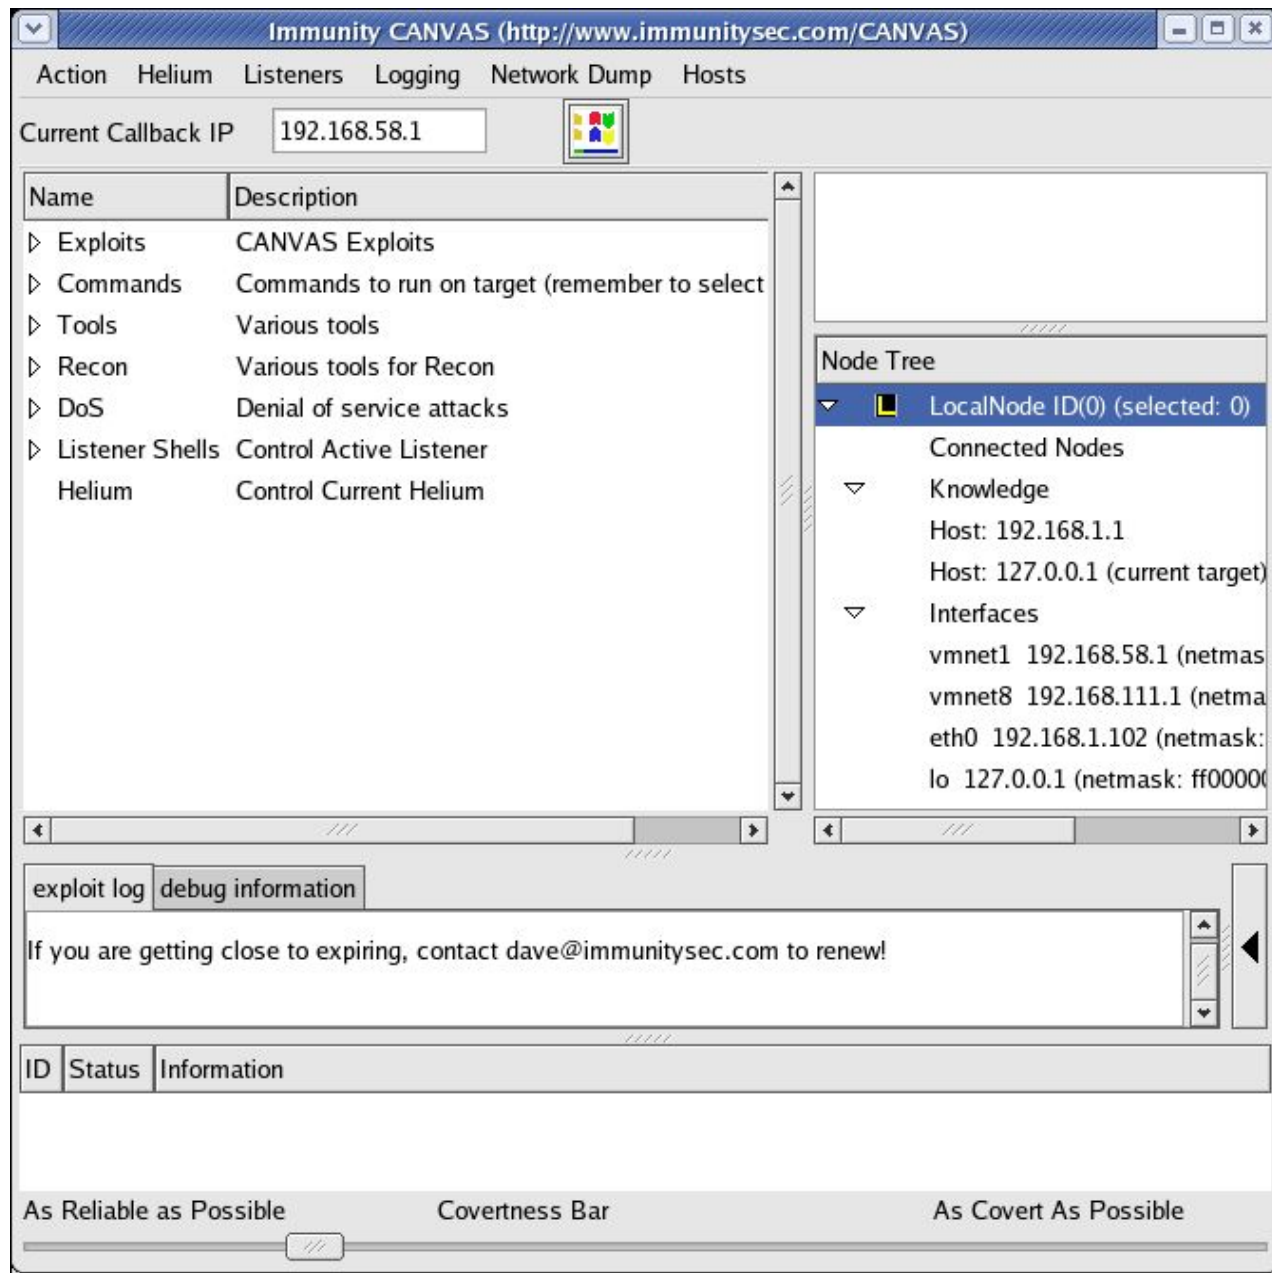 Immunity CANVAS (http://www.immunitysec.com/CANVAS)
Action Helium Listeners Logging Network Dump Hosts
Current Callback IP 192.168.58.1
Name Description
Exploits CANVAS Exploits
Commands Commands to run on target (remember to select
Tools Various tools
Recon Various tools for Recon
DoS Denial of service attacks
Listener Shells Control Active Listener
Helium Control Current Helium
Node Tree
L LocalNode ID(0) (selected: 0)
Connected Nodes
Knowledge
Host: 192.168.1.1
Host: 127.0.0.1 (current target)
Interfaces
vmnet1 192.168.58.1 (netmas
vmnet8 192.168.111.1 (netma
eth0 192.168.1.102 (netmask:
lo 127.0.0.1 (netmask: ff00000
exploit log debug information
If you are getting close to expiring, contact dave@immunitysec.com to renew!
ID Status Information
As Reliable as Possible Covertness Bar As Covert As Possible